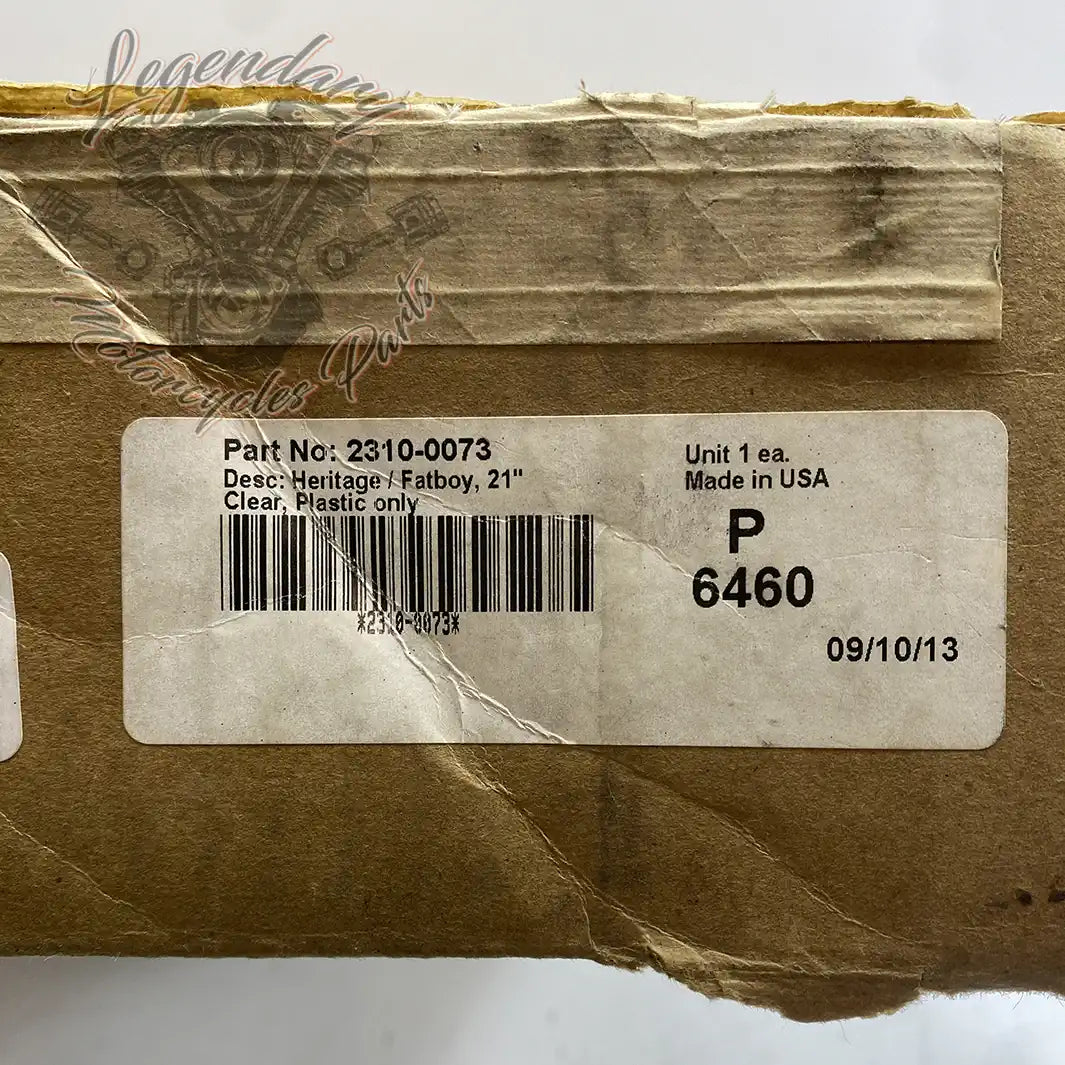 Legendary
Motorcycles Parts
Part No: 2310-0073
Desc: Heritage / Fatboy, 21"
Clear, Plastic only
*2310-0073*
Unit 1 ea.
Made in USA
P
6460
09/10/13